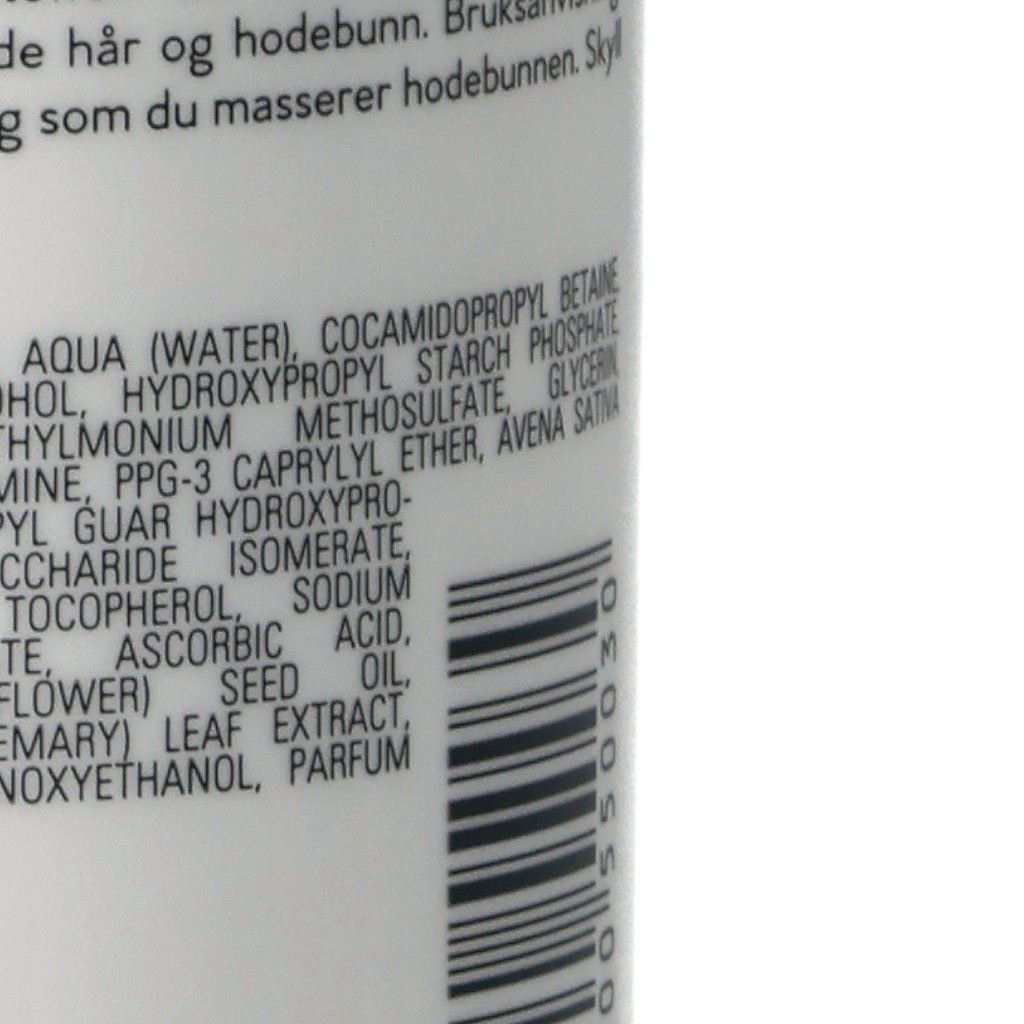 de hår og hodebunn. Bruksanvisning
g som du masserer hodebunnen. Skyll
AQUA (WATER), COCAMIDOPROPYL BETAINE
OHOL, HYDROXYPROPYL STARCH PHOSPHATE
THYLMONIUM METHOSULFATE, GLYCERIN,
MINE, PPG-3 CAPRYLYL ETHER, AVENA SATIVA
PYL GUAR HYDROXYPRO-
CCHARIDE ISOMERATE,
TOCOPHEROL, SODIUM
TE, ASCORBIC ACID,
FLOWER) SEED OIL,
EMARY) LEAF EXTRACT,
NOXYETHANOL, PARFUM
00 550030